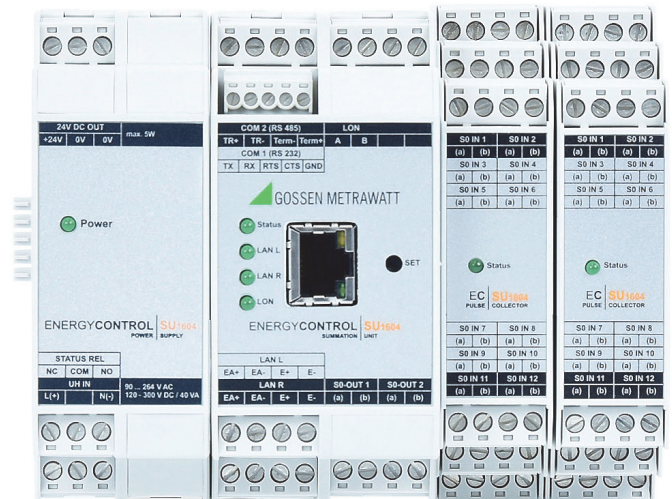 24V DC OUT
max. 5W
+24V 0V 0V
Power
ENERGYCONTROL SU1604
POWER SUPPLY
STATUS REL
NC COM NO
UH IN
90 ... 264 V AC
L(+) N(-)
120 - 300 V DC / 40 VA
COM 2 (RS 485) LON
TR+ TR- Term- Term+ A B
COM 1 (RS 232)
TX RX RTS CTS GND
GOSSEN METRAWATT
Status
LAN L
LAN R
LON
SET
ENERGYCONTROL SU1604
SUMMATION UNIT
LAN L
EA+ EA- E+ E-
LAN R S0-OUT 1 S0-OUT 2
EA+ EA- E+ E- (a) (b) (a) (b)
S0 IN 1 S0 IN 2
(a) (b) (a) (b)
S0 IN 3 S0 IN 4
(a) (b) (a) (b)
S0 IN 5 S0 IN 6
(a) (b) (a) (b)
Status
EC SU1604
PULSE COLLECTOR
S0 IN 7 S0 IN 8
(a) (b) (a) (b)
S0 IN 9 S0 IN 10
(a) (b) (a) (b)
S0 IN 11 S0 IN 12
(a) (b) (a) (b)
S0 IN 1 S0 IN 2
(a) (b) (a) (b)
S0 IN 3 S0 IN 4
(a) (b) (a) (b)
S0 IN 5 S0 IN 6
(a) (b) (a) (b)
Status
EC SU1604
PULSE COLLECTOR
S0 IN 7 S0 IN 8
(a) (b) (a) (b)
S0 IN 9 S0 IN 10
(a) (b) (a) (b)
S0 IN 11 S0 IN 12
(a) (b) (a) (b)